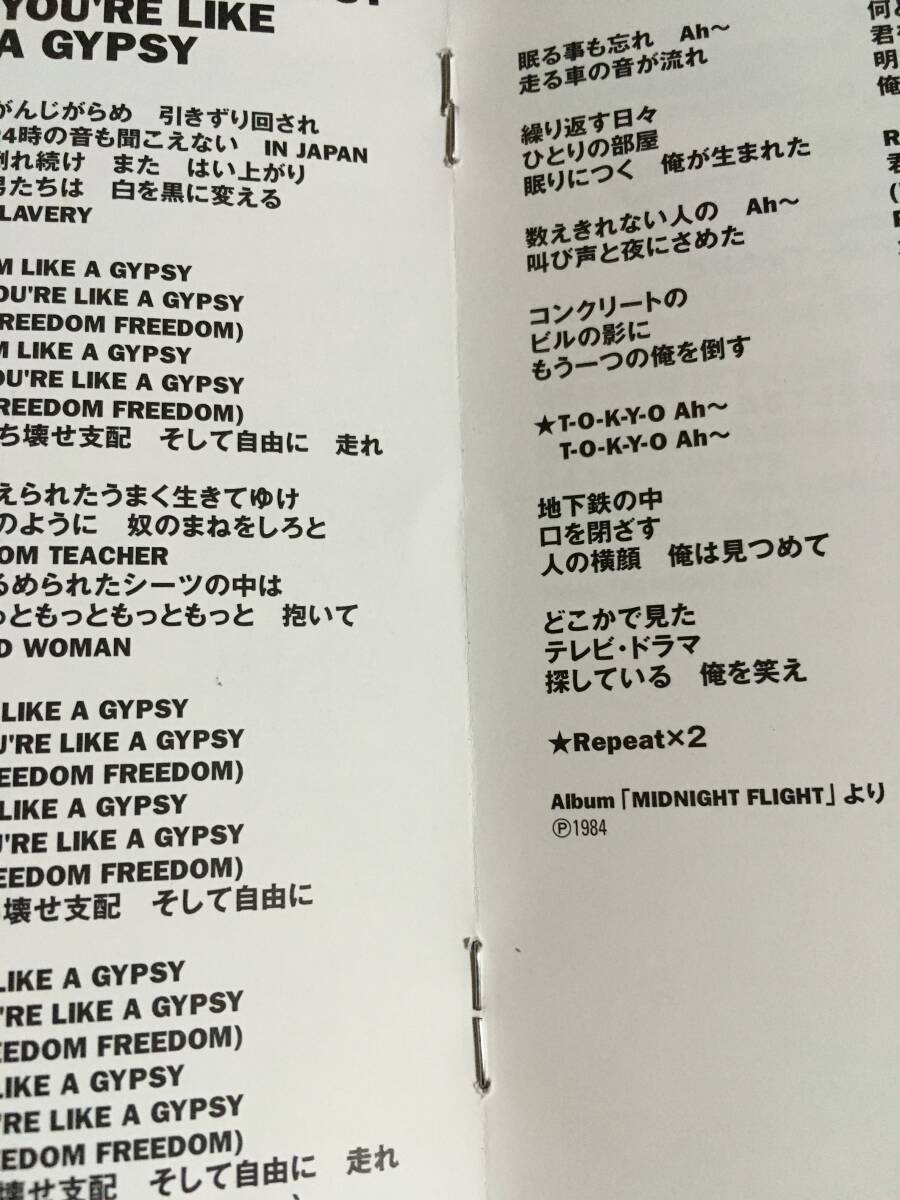 YOU'RE LIKE
A GYPSY
がんじがらめ 引きずり回され
24時の音も聞こえない IN JAPAN
倒れ続け また はい上がり
男たちは 白を黒に変える
LAVERY
M LIKE A GYPSY
OU'RE LIKE A GYPSY
REEDOM FREEDOM)
M LIKE A GYPSY
OU'RE LIKE A GYPSY
REEDOM FREEDOM)
ち壊せ支配 そして自由に 走れ
えられたうまく生きてゆけ
のように 奴のまねをしろと
OM TEACHER
るめられたシーツの中は
っともっともっともっと 抱いて
D WOMAN
LIKE A GYPSY
U'RE LIKE A GYPSY
EEDOM FREEDOM)
LIKE A GYPSY
U'RE LIKE A GYPSY
EEDOM FREEDOM)
壊せ支配 そして自由に
LIKE A GYPSY
'RE LIKE A GYPSY
EEDOM FREEDOM)
LIKE A GYPSY
'RE LIKE A GYPSY
EEDOM FREEDOM)
壊せ支配 そして自由に 走れ
眠る事も忘れ Ah〜
走る車の音が流れ
繰り返す日々
ひとりの部屋
眠りにつく 俺が生まれた
数えきれない人の Ah〜
叫び声と夜にさめた
コンクリートの
ビルの影に
もう一つの俺を倒す
★T-O-K-Y-O Ah〜
T-O-K-Y-O Ah〜
地下鉄の中
口を閉ざす
人の横顔 俺は見つめて
どこかで見た
テレビ・ドラマ
探している 俺を笑え
★Repeat×2
Album「MIDNIGHT FLIGHT」より
Ⓟ1984
何
君
明
俺
R
君
(